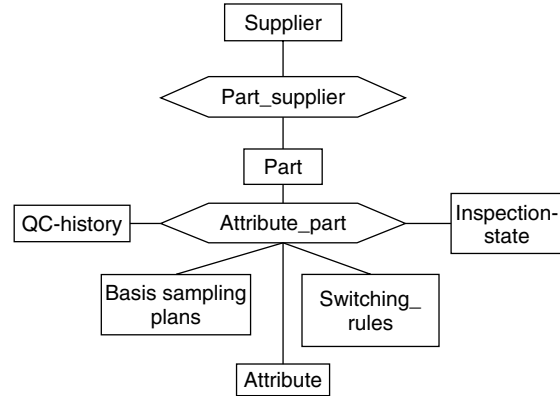 Supplier
Part_supplier
Part
QC-history
Attribute_part
Inspection-
state
Basis sampling
plans
Switching_
rules
Attribute